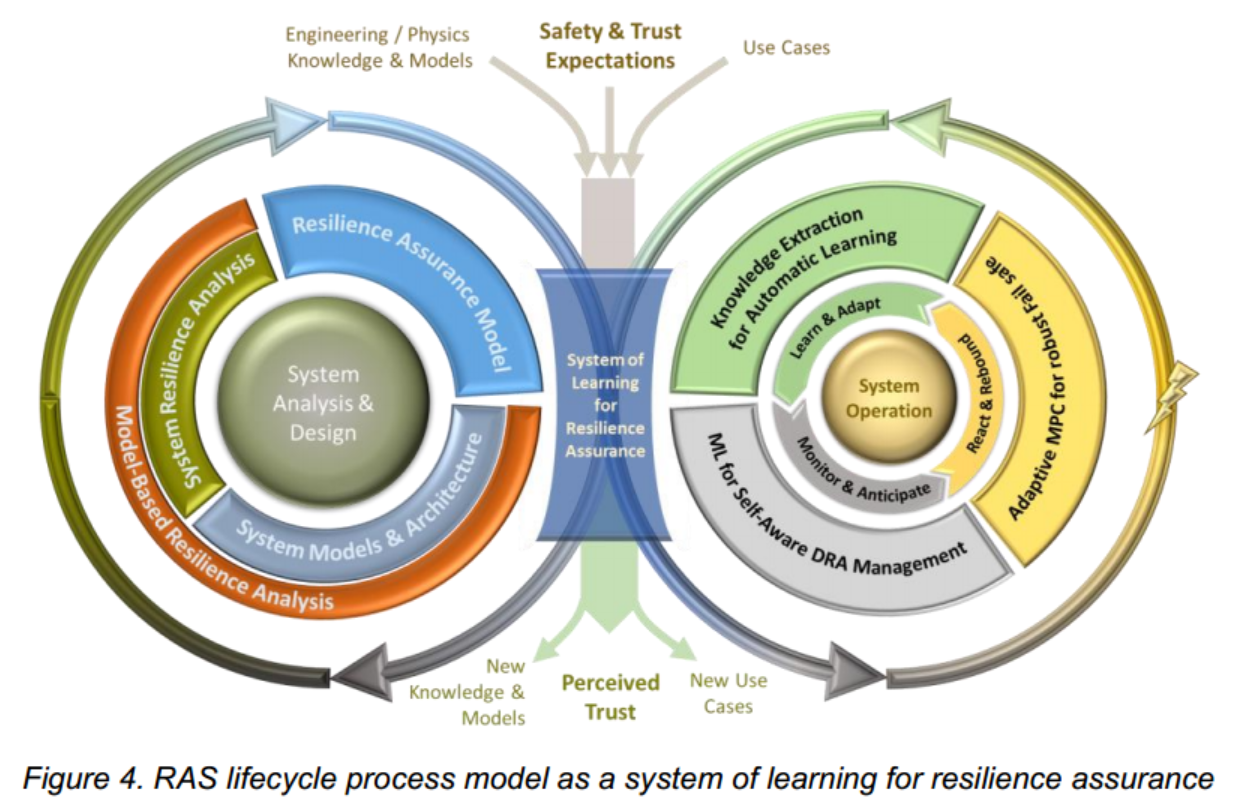 Engineering / Physics
Knowledge & Models
Safety & Trust
Expectations
Use Cases
Resilience Assurance Model
System Resilience Analysis
Model-Based Resilience Analysis
System Models & Architecture
System
Analysis &
Design
System of
Learning
for
Resilience
Assurance
Knowledge Extraction
for Automatic Learning
Learn & Adapt
Adaptive MPC for robust Fail safe
React & Rebound
System
Operation
Monitor & Anticipate
ML for Self-Aware DRA Management
New
Knowledge &
Models
Perceived
Trust
New Use
Cases
Figure 4. RAS lifecycle process model as a system of learning for resilience assurance